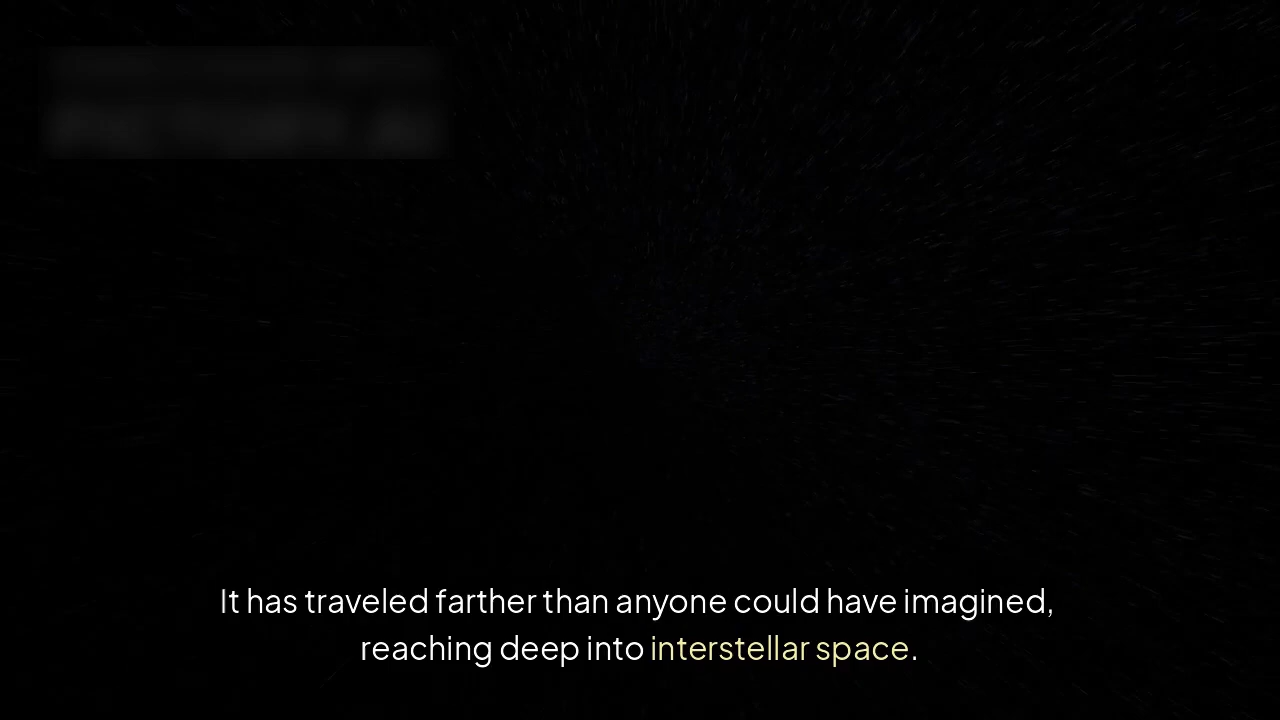 It has traveled farther than anyone could have imagined,
reaching deep into interstellar space.